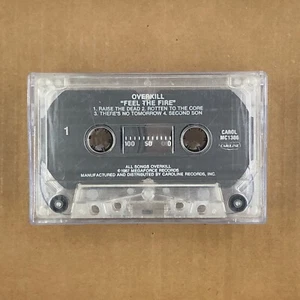 OVERKILL
"FEEL THE FIRE"
1. RAISE THE DEAD 2. ROTTEN TO THE CORE
3. THERE'S NO TOMORROW 4. SECOND SON
1
CAROL
MC1386
CAROLINE
100 50 0
ALL SONGS OVERKILL
©1987 MEGAFORCE RECORDS
MANUFACTURED AND DISTRIBUTED BY CAROLINE RECORDS, INC.